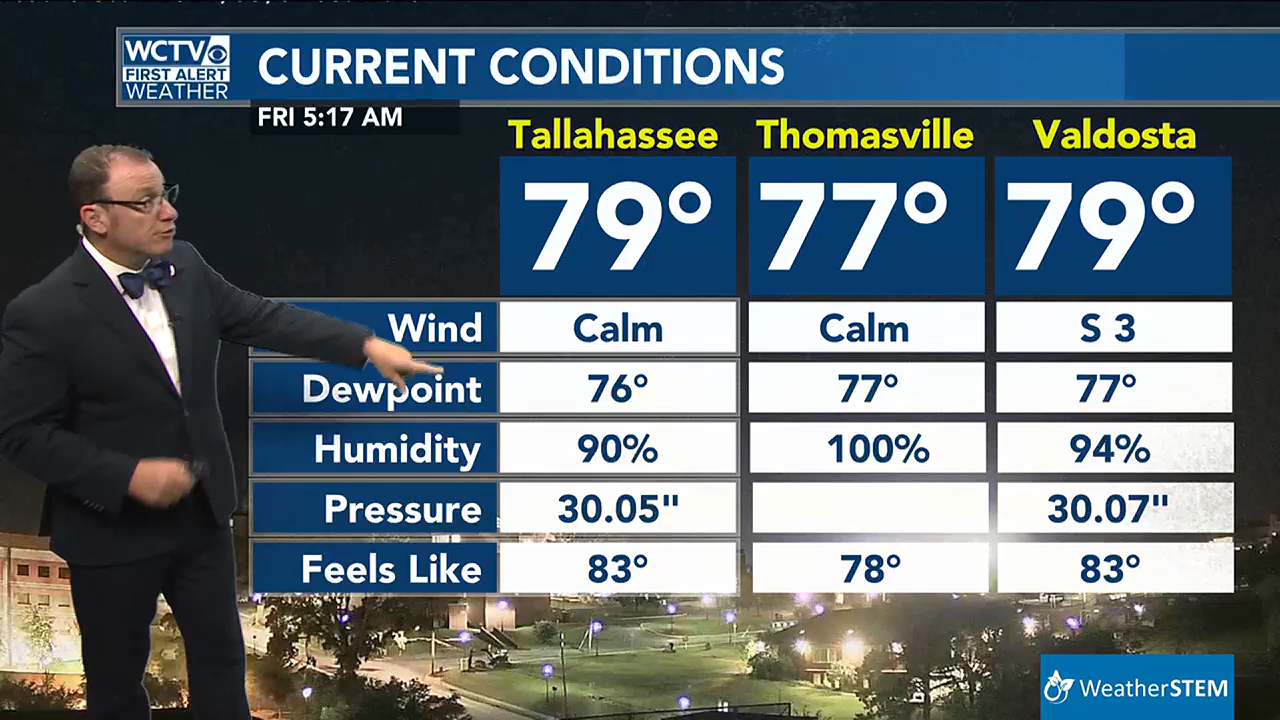 WCTV
FIRST ALERT
WEATHER
CURRENT CONDITIONS
FRI 5:17 AM
Tallahassee Thomasville Valdosta
79° 77° 79°
Wind Calm Calm S 3
Dewpoint 76° 77° 77°
Humidity 90% 100% 94%
Pressure 30.05" 30.07"
Feels Like 83° 78° 83°
WeatherSTEM